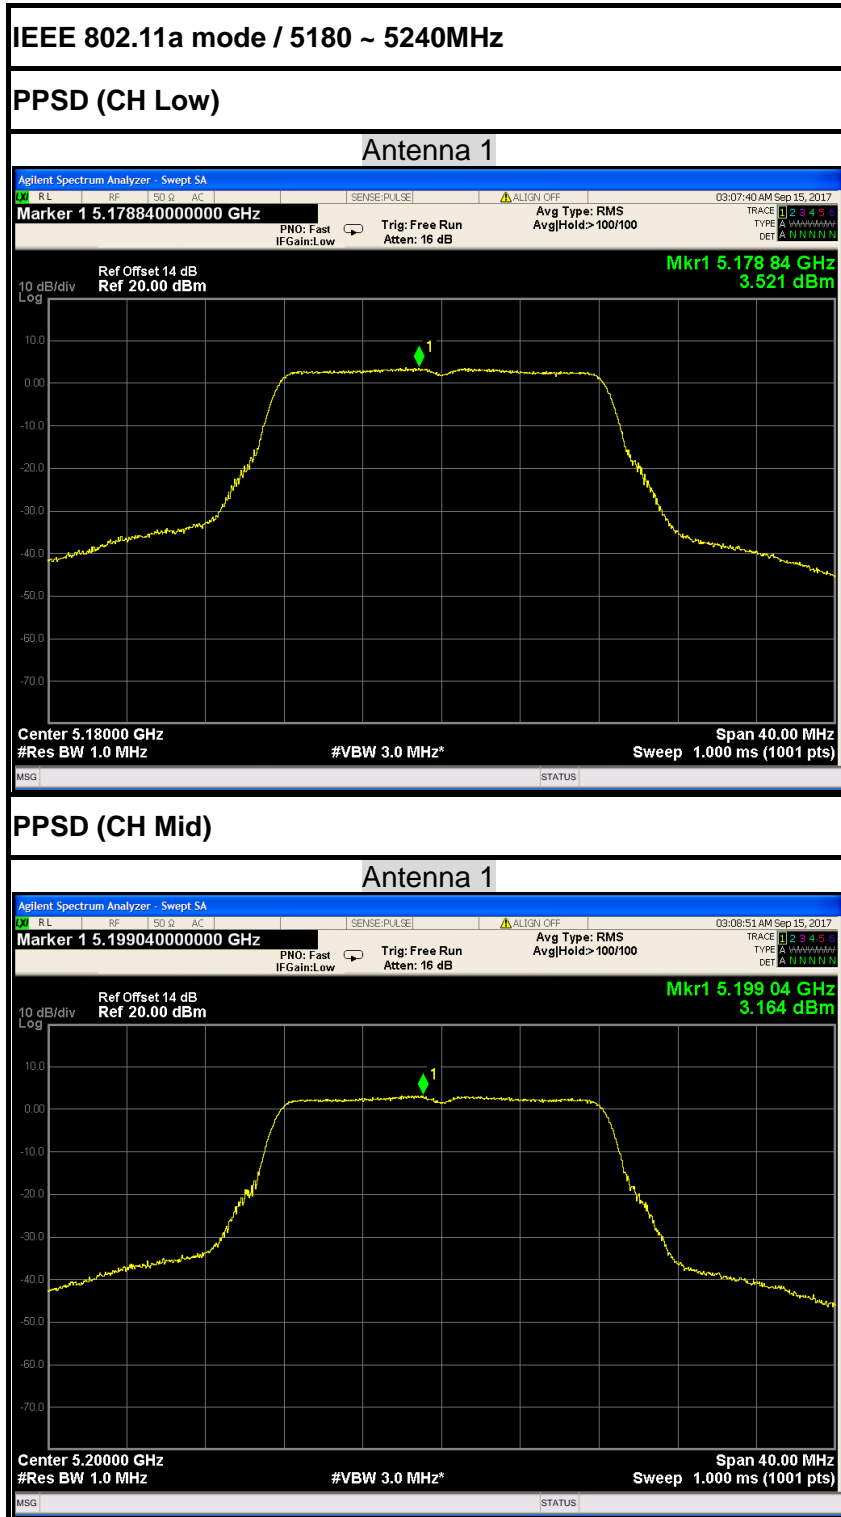 IEEE 802.11a mode / 5180 ~ 5240MHz
PPSD (CH Low)
Antenna 1
Agilent Spectrum Analyzer - Swept SA
LXI RL RF 50 Ω AC SENSE:PULSE ALIGN OFF 03:07:40 AM Sep 15, 2017
Marker 1 5.178840000000 GHz
PNO: Fast
IFGain:Low
Trig: Free Run
Atten: 16 dB
Avg Type: RMS
Avg|Hold:>100/100
TRACE 1 2 3 4 5 6
TYPE A WWWWW
DET A N N N N N
Mkr1 5.178 84 GHz
3.521 dBm
Ref Offset 14 dB
10 dB/div Ref 20.00 dBm
Log
1
10.0
0.00
-10.0
-20.0
-30.0
-40.0
-50.0
-60.0
-70.0
Center 5.18000 GHz Span 40.00 MHz
#Res BW 1.0 MHz #VBW 3.0 MHz* Sweep 1.000 ms (1001 pts)
MSG STATUS
PPSD (CH Mid)
Antenna 1
Agilent Spectrum Analyzer - Swept SA
LXI RL RF 50 Ω AC SENSE:PULSE ALIGN OFF 03:08:51 AM Sep 15, 2017
Marker 1 5.199040000000 GHz
PNO: Fast
IFGain:Low
Trig: Free Run
Atten: 16 dB
Avg Type: RMS
Avg|Hold:>100/100
TRACE 1 2 3 4 5 6
TYPE A WWWWW
DET A N N N N N
Mkr1 5.199 04 GHz
3.164 dBm
Ref Offset 14 dB
10 dB/div Ref 20.00 dBm
Log
1
10.0
0.00
-10.0
-20.0
-30.0
-40.0
-50.0
-60.0
-70.0
Center 5.20000 GHz Span 40.00 MHz
#Res BW 1.0 MHz #VBW 3.0 MHz* Sweep 1.000 ms (1001 pts)
MSG STATUS